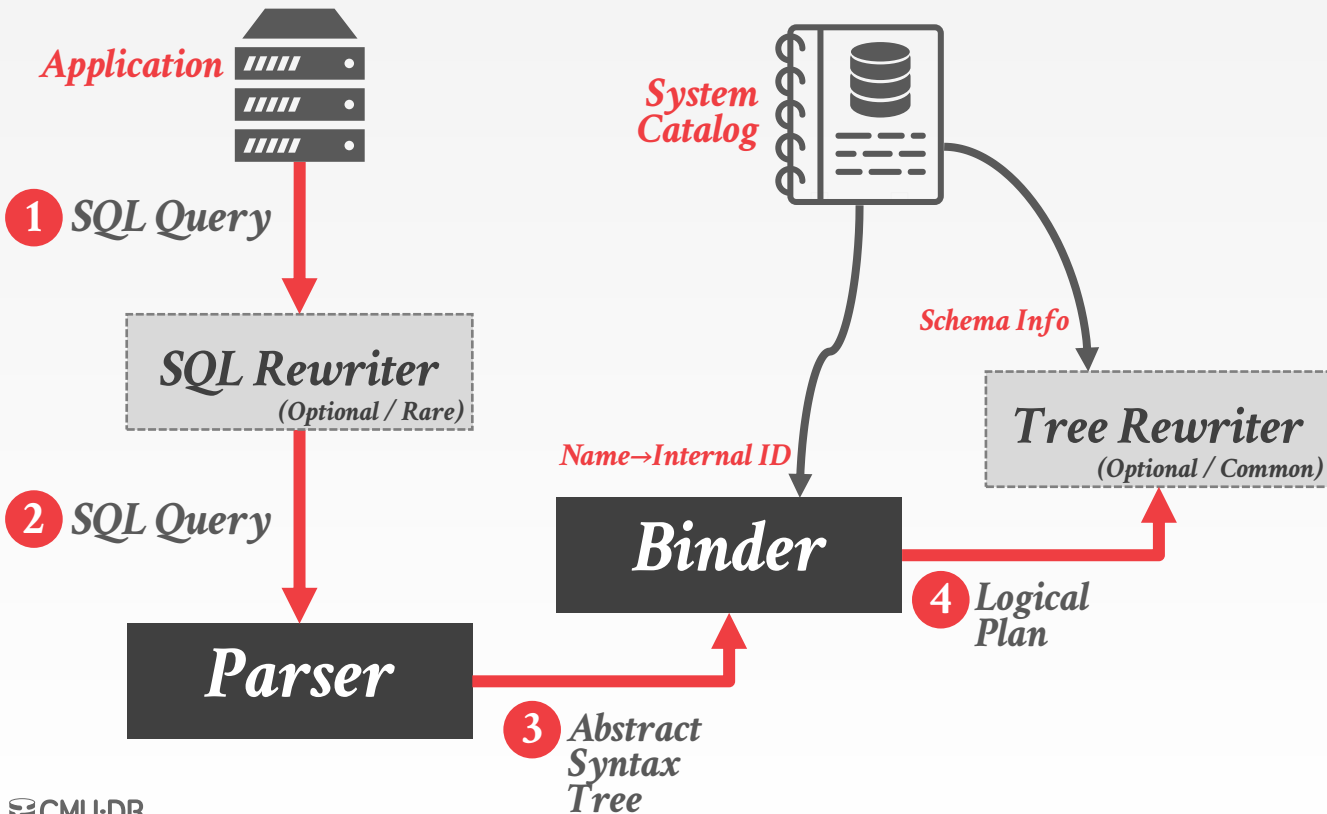 Application
System
Catalog
1 SQL Query
SQL Rewriter
(Optional / Rare)
Schema Info
Tree Rewriter
(Optional / Common)
Name→Internal ID
2 SQL Query
Binder
4 Logical
Plan
Parser
3 Abstract
Syntax
Tree
CMU·DB